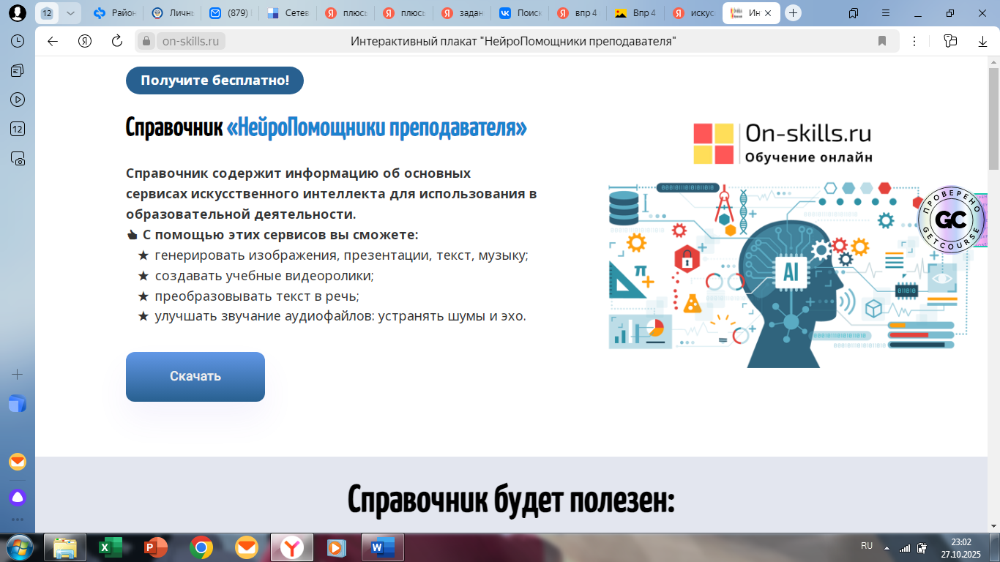 12
Район
Личны
(879)
Сетев
плюсь
плюсь
задан
Поиск
впр 4
Впр 4
искус
Ин
on-skills.ru
Интерактивный плакат "НейроПомощники преподавателя"
12
Получите бесплатно!
Справочник «НейроПомощники преподавателя»
On-skills.ru
Обучение онлайн
Справочник содержит информацию об основных
сервисах искусственного интеллекта для использования в
образовательной деятельности.
С помощью этих сервисов вы сможете:
★ генерировать изображения, презентации, текст, музыку;
★ создавать учебные видеоролики;
★ преобразовывать текст в речь;
★ улучшать звучание аудиофайлов: устранять шумы и эхо.
AI
π
ПРОВЕРЕНО
GC
GETCOURSE
Скачать
Справочник будет полезен:
RU
23:02
27.10.2025